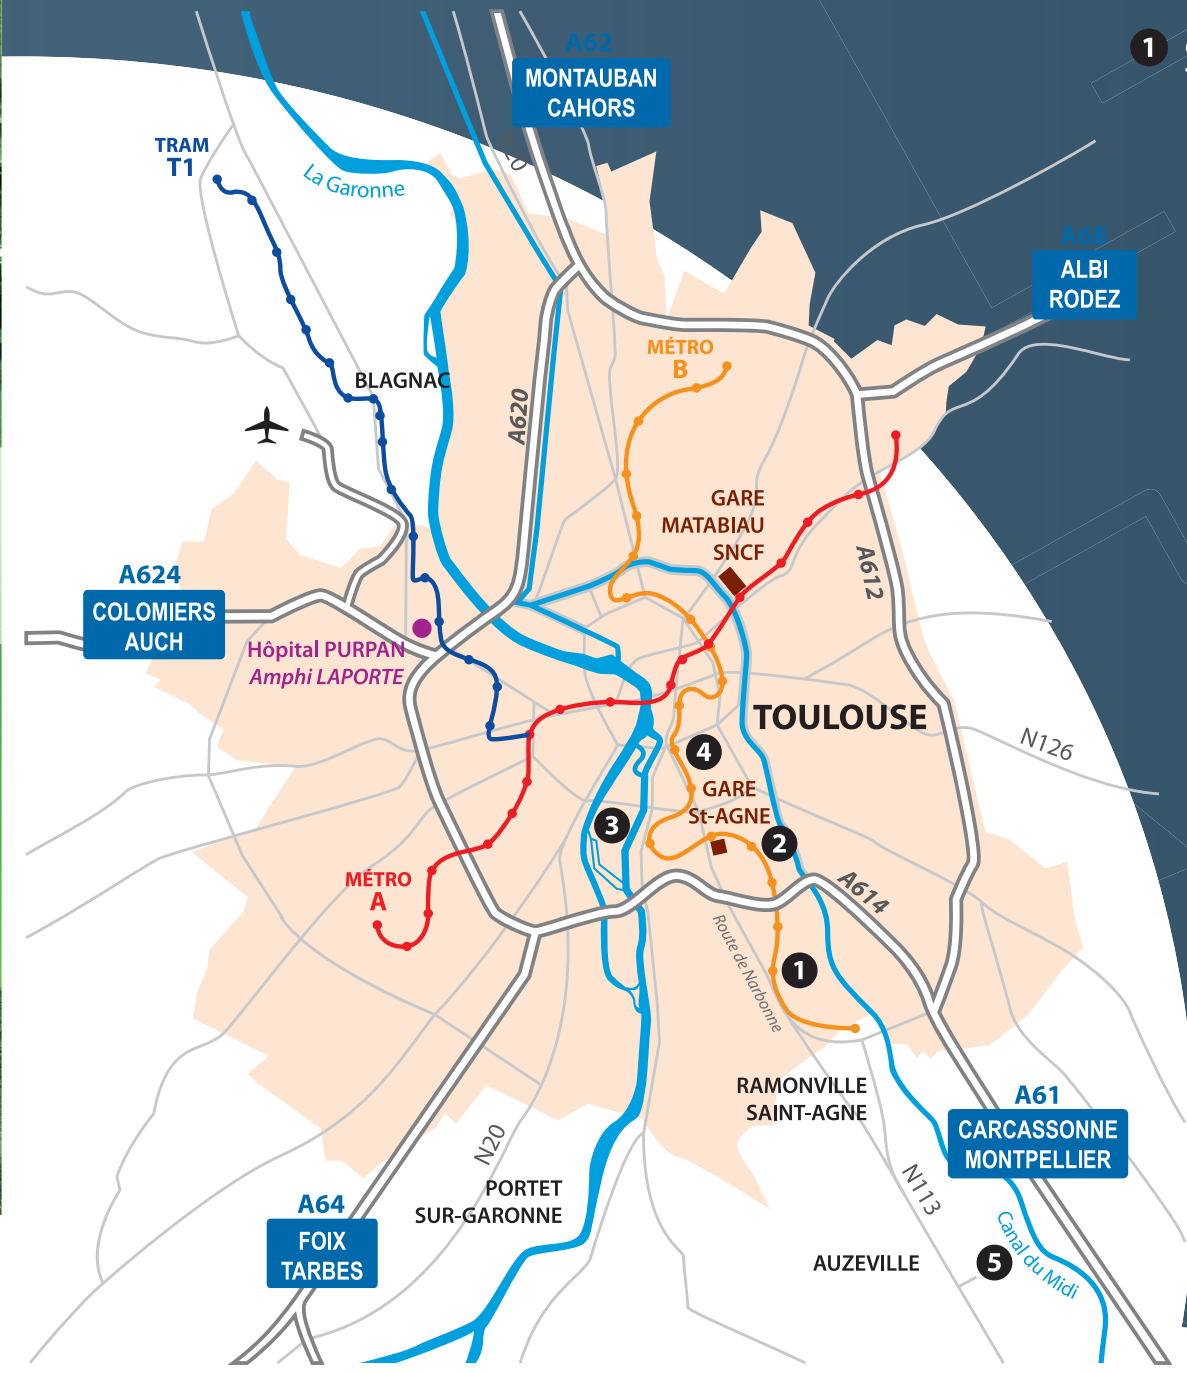 A62
MONTAUBAN
CAHORS
1
TRAM
T1
La Garonne
A68
ALBI
RODEZ
MÉTRO
B
BLAGNAC
A620
GARE
MATABIAU
SNCF
A612
A624
COLOMIERS
AUCH
Hôpital PURPAN
Amphi LAPORTE
TOULOUSE
N126
4
GARE
St-AGNE
3
2
MÉTRO
A
A614
Route de Narbonne
1
RAMONVILLE
SAINT-AGNE
A61
CARCASSONNE
MONTPELLIER
N20
N113
PORTET
SUR-GARONNE
A64
FOIX
TARBES
AUZEVILLE
5
Canal du Midi